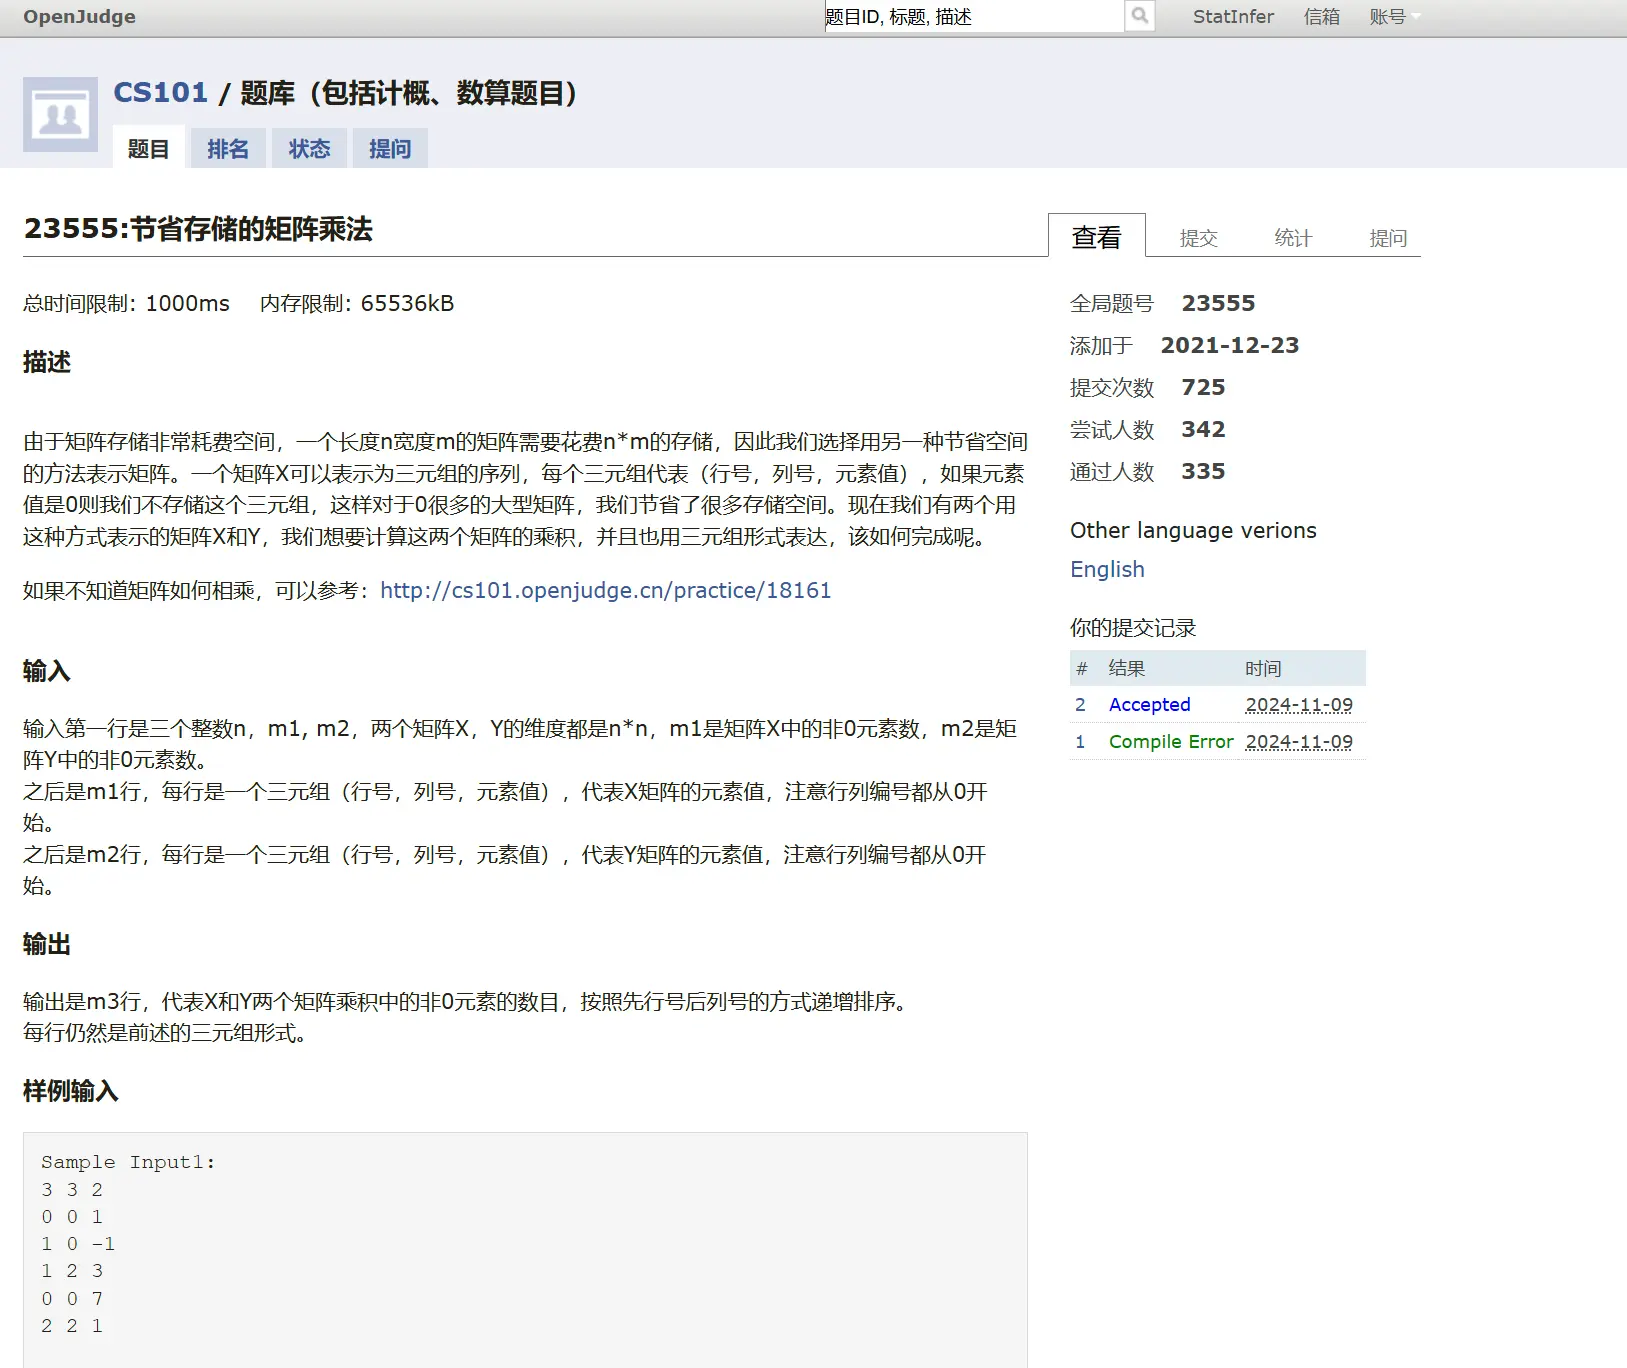 OpenJudge
题目ID, 标题, 描述
StatInfer 信箱 账号
CS101 / 题库（包括计概、数算题目）
题目 排名 状态 提问
23555:节省存储的矩阵乘法
查看 提交 统计 提问
总时间限制: 1000ms 内存限制: 65536kB
描述
由于矩阵存储非常耗费空间，一个长度n宽度m的矩阵需要花费n*m的存储，因此我们选择用另一种节省空间
的方法表示矩阵。一个矩阵X可以表示为三元组的序列，每个三元组代表（行号，列号，元素值），如果元素
值是0则我们不存储这个三元组，这样对于0很多的大型矩阵，我们节省了很多存储空间。现在我们有两个用
这种方式表示的矩阵X和Y，我们想要计算这两个矩阵的乘积，并且也用三元组形式表达，该如何完成呢。
如果不知道矩阵如何相乘，可以参考：http://cs101.openjudge.cn/practice/18161
输入
输入第一行是三个整数n，m1, m2，两个矩阵X，Y的维度都是n*n，m1是矩阵X中的非0元素数，m2是矩
阵Y中的非0元素数。
之后是m1行，每行是一个三元组（行号，列号，元素值），代表X矩阵的元素值，注意行列编号都从0开
始。
之后是m2行，每行是一个三元组（行号，列号，元素值），代表Y矩阵的元素值，注意行列编号都从0开
始。
输出
输出是m3行，代表X和Y两个矩阵乘积中的非0元素的数目，按照先行号后列号的方式递增排序。
每行仍然是前述的三元组形式。
样例输入
Sample Input1:
3 3 2
0 0 1
1 0 -1
1 2 3
0 0 7
2 2 1
全局题号 23555
添加于 2021-12-23
提交次数 725
尝试人数 342
通过人数 335
Other language verions
English
你的提交记录
# 结果 时间
2 Accepted 2024-11-09
1 Compile Error 2024-11-09